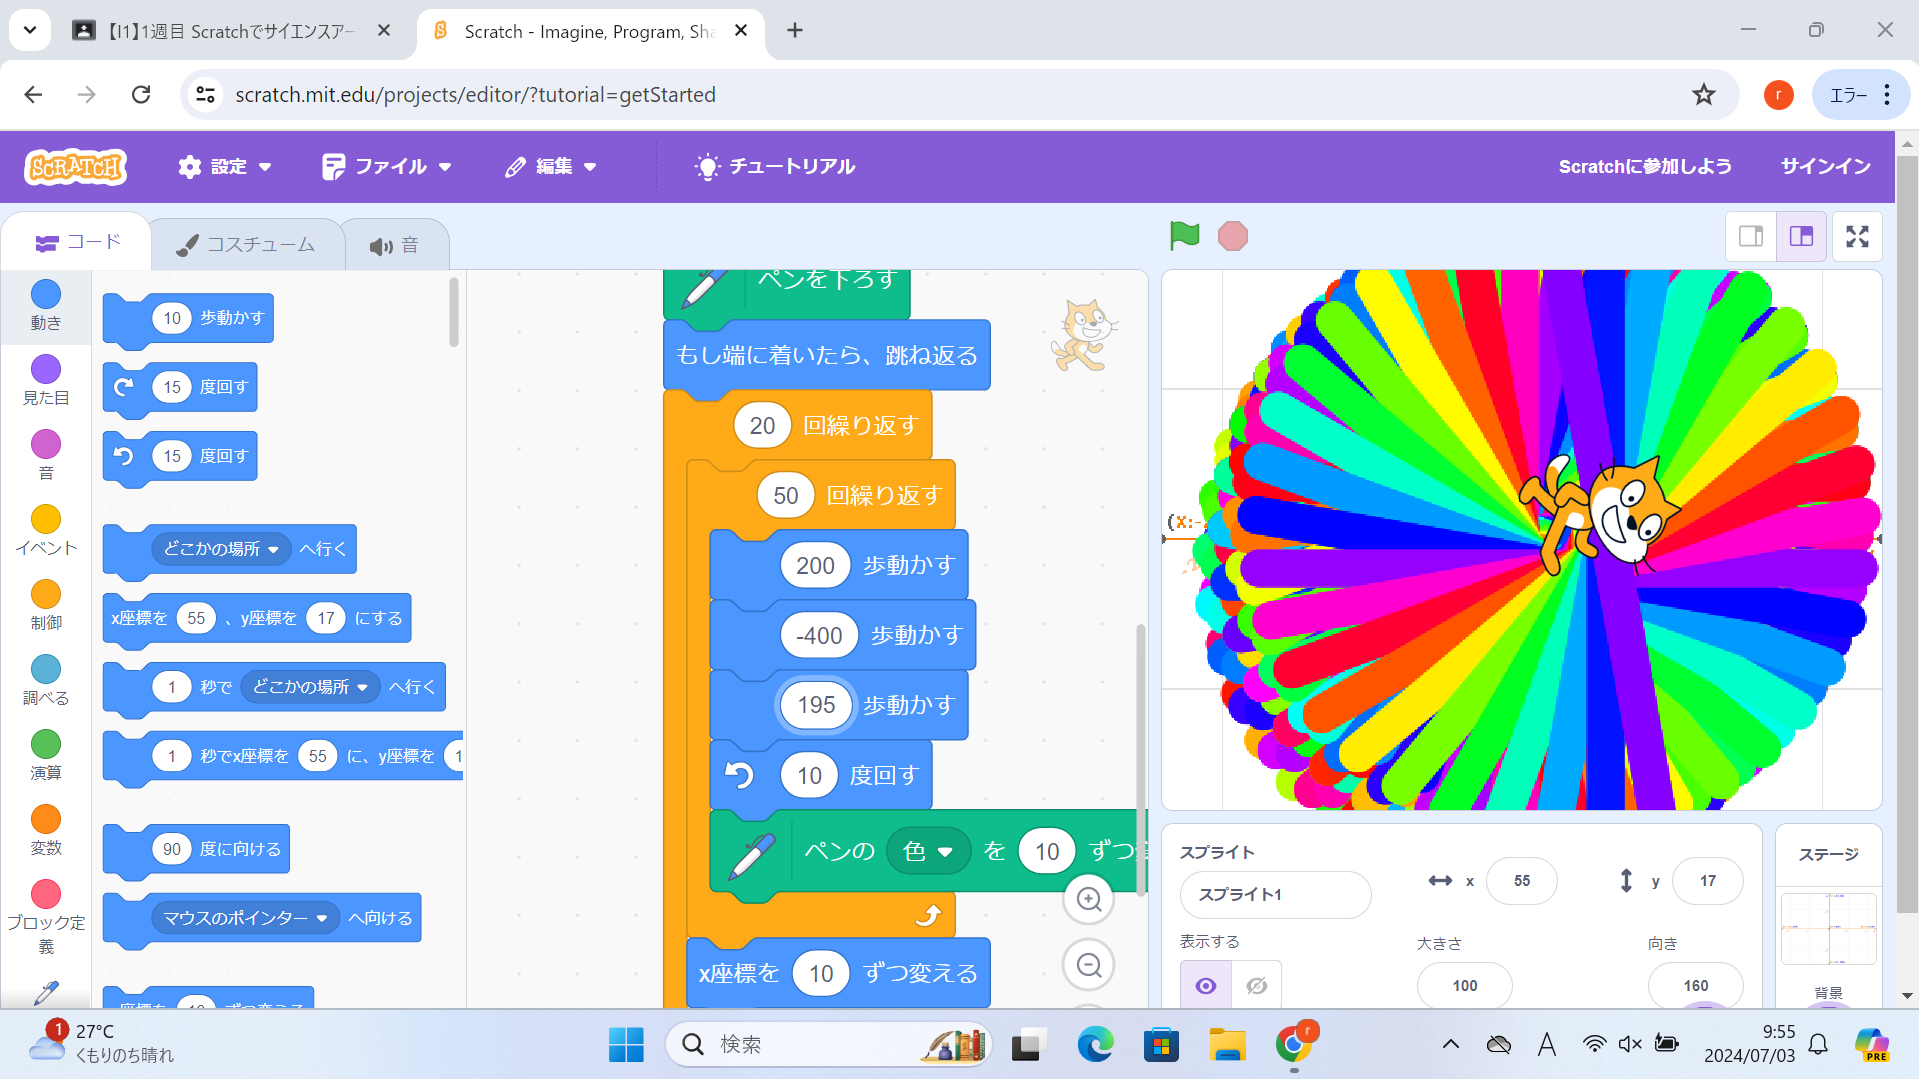 【I1】1週目 Scratchでサイエンスアー
Scratch - Imagine, Program, Sha
scratch.mit.edu/projects/editor/?tutorial=getStarted
r
エラー
SCRATCH
設定
ファイル
編集
チュートリアル
Scratchに参加しよう
サインイン
コード
コスチューム
音
動き
見た目
音
イベント
制御
調べる
演算
変数
ブロック定義
10 歩動かす
15 度回す
15 度回す
どこかの場所 へ行く
x座標を 55 、y座標を 17 にする
1 秒で どこかの場所 へ行く
1 秒でx座標を 55 に、y座標を 1
90 度に向ける
マウスのポインター へ向ける
x座標を 10 ずつ変える
ペンを下ろす
もし端に着いたら、跳ね返る
20 回繰り返す
50 回繰り返す
200 歩動かす
-400 歩動かす
195 歩動かす
10 度回す
ペンの 色 を 10 ずつ
x座標を 10 ずつ変える
(X:-
スプライト
スプライト1
x 55
y 17
表示する
大きさ
100
向き
160
ステージ
背景
1
27°C
くもりのち晴れ
検索
r
A
9:55
2024/07/03
PRE